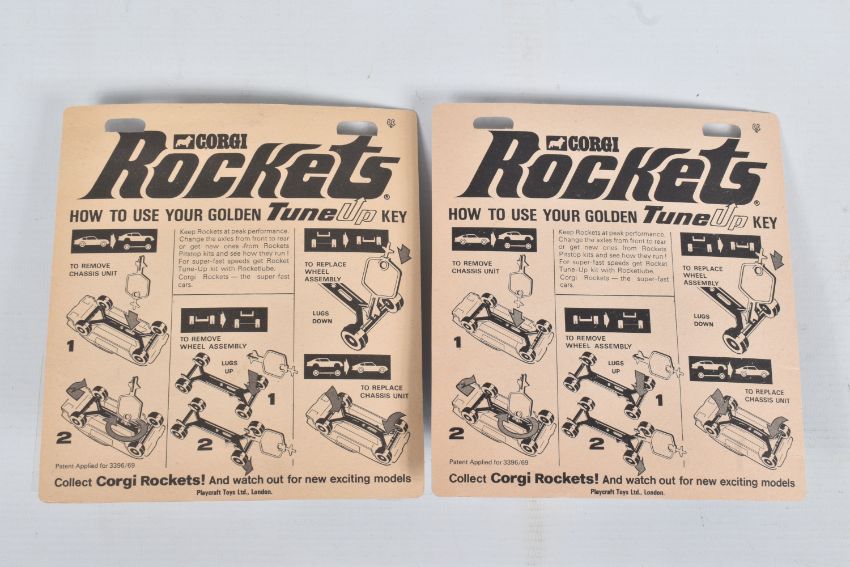 CORGI
Rockets®
HOW TO USE YOUR GOLDEN Tune Up KEY
TO REMOVE
CHASSIS UNIT
1
2
Keep Rockets at peak performance.
Change the axles from front to rear
or get new ones from Rockets
Pitstop kits and see how they run!
For super-fast speeds get Rocket
Tune-Up kit with Rocketlube.
Corgi Rockets — the super-fast
cars.
TO REMOVE
WHEEL ASSEMBLY
LUGS
UP
1
2
TO REPLACE
WHEEL
ASSEMBLY
LUGS
DOWN
TO REPLACE
CHASSIS UNIT
Patent Applied for 3396/69
Collect Corgi Rockets! And watch out for new exciting models
Playcraft Toys Ltd., London.
CORGI
Rockets®
HOW TO USE YOUR GOLDEN Tune Up KEY
TO REMOVE
CHASSIS UNIT
1
2
Keep Rockets at peak performance.
Change the axles from front to rear
or get new ones from Rockets
Pitstop kits and see how they run!
For super-fast speeds get Rocket
Tune-Up kit with Rocketlube.
Corgi Rockets — the super-fast
cars.
TO REMOVE
WHEEL ASSEMBLY
LUGS
UP
1
2
TO REPLACE
WHEEL
ASSEMBLY
LUGS
DOWN
TO REPLACE
CHASSIS UNIT
Patent Applied for 3396/69
Collect Corgi Rockets! And watch out for new exciting models
Playcraft Toys Ltd., London.